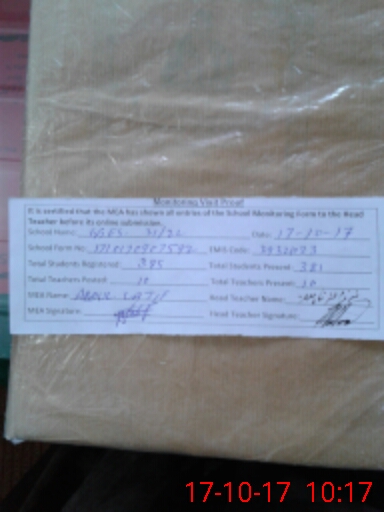 Monitoring Visit Proof
It is certified that the MEA has shown all entries of the School Monitoring Form to the Head
Teacher before its online submission.
School Name: Date: 17-10-17
School Form No: EMIS Code:
Total Students Registered: 385 Total Students Present: 381
Total Teachers Posted: 10 Total Teachers Present: 10
MEA Name: Head Teacher Name:
MEA Signature: Head Teacher Signature:
17-10-17 10:17